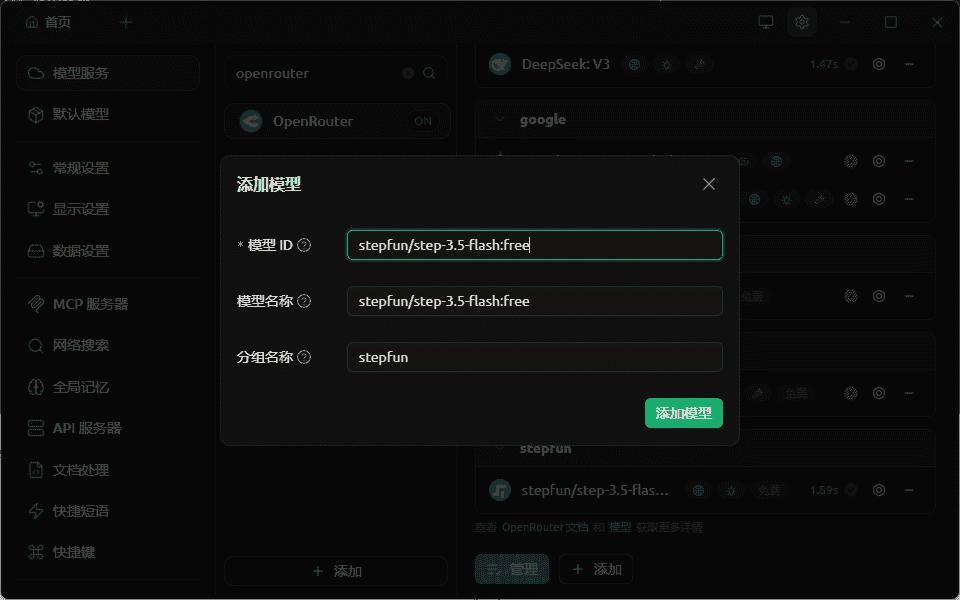 首页
模型服务
默认模型
常规设置
显示设置
数据设置
MCP 服务器
网络搜索
全局记忆
API 服务器
文档处理
快捷短语
快捷键
openrouter
OpenRouter
ON
添加
DeepSeek: V3
1.47s
google
添加模型
* 模型 ID
stepfun/step-3.5-flash:free
模型名称
stepfun/step-3.5-flash:free
分组名称
stepfun
添加模型
免费
免费
stepfun
stepfun/step-3.5-flas...
免费
1.89s
查看 OpenRouter 文档 和 模型 获取更多详情
管理
添加